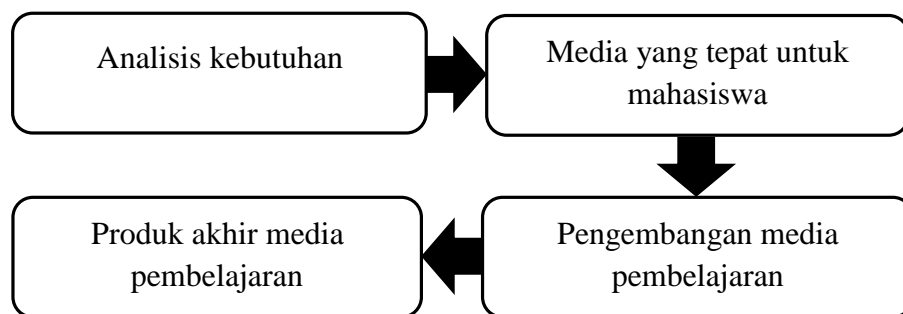 Analisis kebutuhan
Media yang tepat untuk
mahasiswa
Pengembangan media
pembelajaran
Produk akhir media
pembelajaran